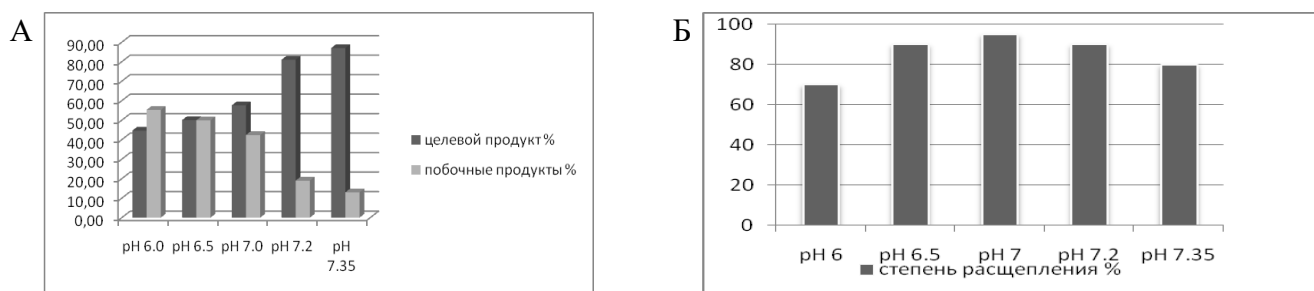 А
90,00
80,00
70,00
60,00
50,00
40,00
30,00
20,00
10,00
0,00
pH 6.0 pH 6.5 pH 7.0 pH 7.2 pH
7.35
целевой продукт %
побочные продукты %
Б
100
80
60
40
20
0
pH 6 pH 6.5 pH 7 pH 7.2 pH 7.35
степень расщепления %